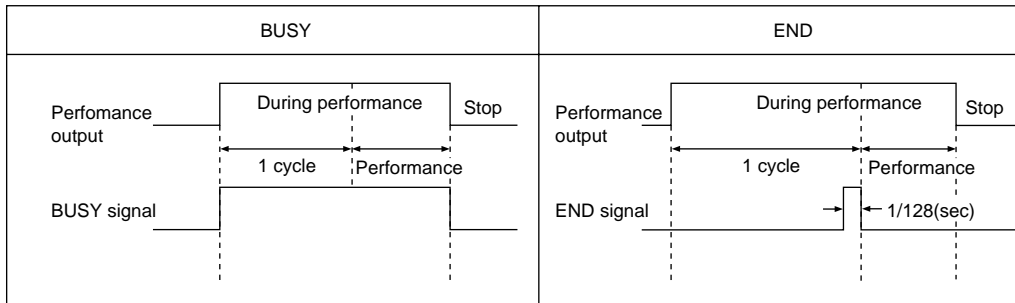 BUSY
During performance
Stop
Perfomance
output
1 cycle
Performance
BUSY signal
END
During performance
Stop
Performance
output
1 cycle
Performance
END signal
1/128(sec)